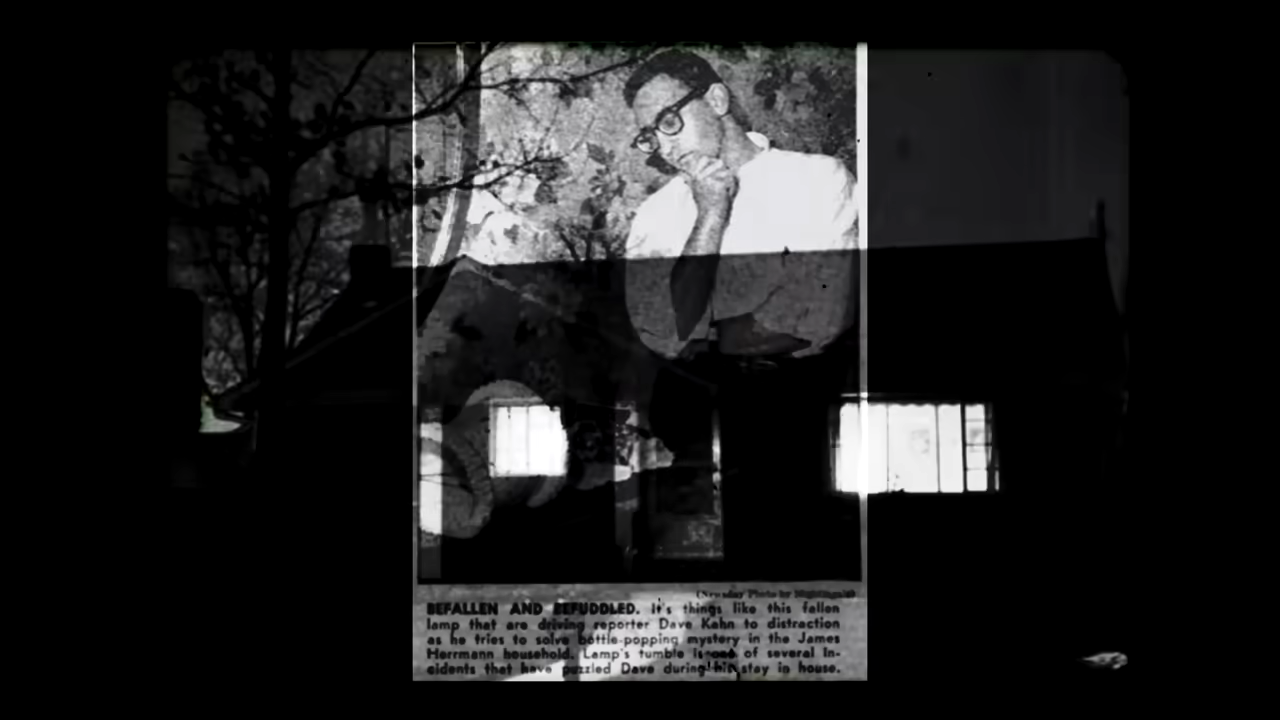 (Newsday Photo by Nightingale)
BEFALLEN AND BEFUDDLED. It's things like this fallen
lamp that are driving reporter Dave Kahn to distraction
as he tries to solve bottle-popping mystery in the James
Herrmann household. Lamp's tumble is one of several in-
cidents that have puzzled Dave during his stay in house.